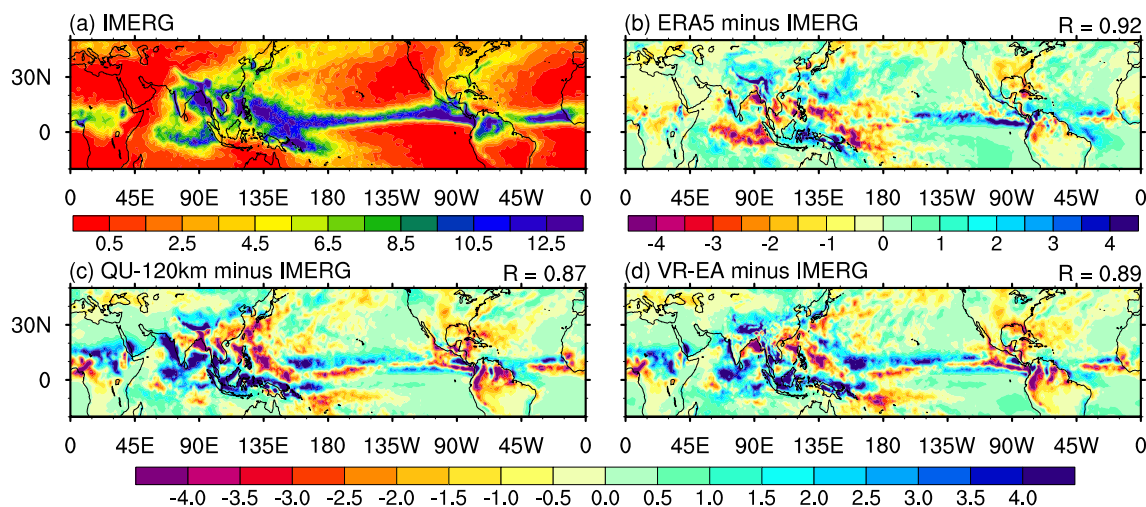 (a) IMERG
(b) ERA5 minus IMERG R = 0.92
30N
0
0 45E 90E 135E 180E 135W 90W 45W 0
0 45E 90E 135E 180E 135W 90W 45W 0
0.5 2.5 4.5 6.5 8.5 10.5 12.5
-4 -3 -2 -1 0 1 2 3 4
(c) QU-120km minus IMERG R = 0.87
(d) VR-EA minus IMERG R = 0.89
30N
0
0 45E 90E 135E 180E 135W 90W 45W 0
0 45E 90E 135E 180E 135W 90W 45W 0
-4.0 -3.5 -3.0 -2.5 -2.0 -1.5 -1.0 -0.5 0.0 0.5 1.0 1.5 2.0 2.5 3.0 3.5 4.0